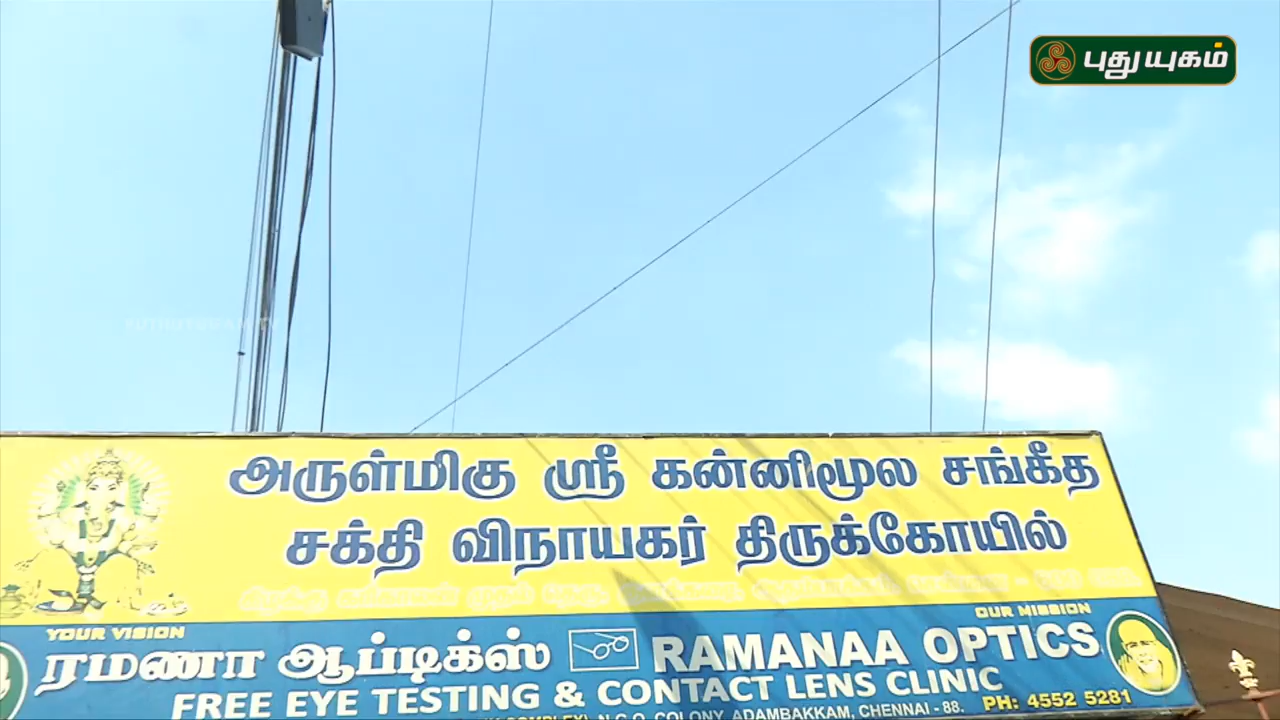 புதுயுகம்
அருள்மிகு ஸ்ரீ கன்னிமூல சங்கீத
சக்தி விநாயகர் திருக்கோயில்
YOUR VISION
OUR MISSION
ரமணா ஆப்டிக்ஸ் RAMANAA OPTICS
FREE EYE TESTING & CONTACT LENS CLINIC
N.G.O. COLONY, ADAMBAKKAM, CHENNAI - 88. PH: 4552 5281